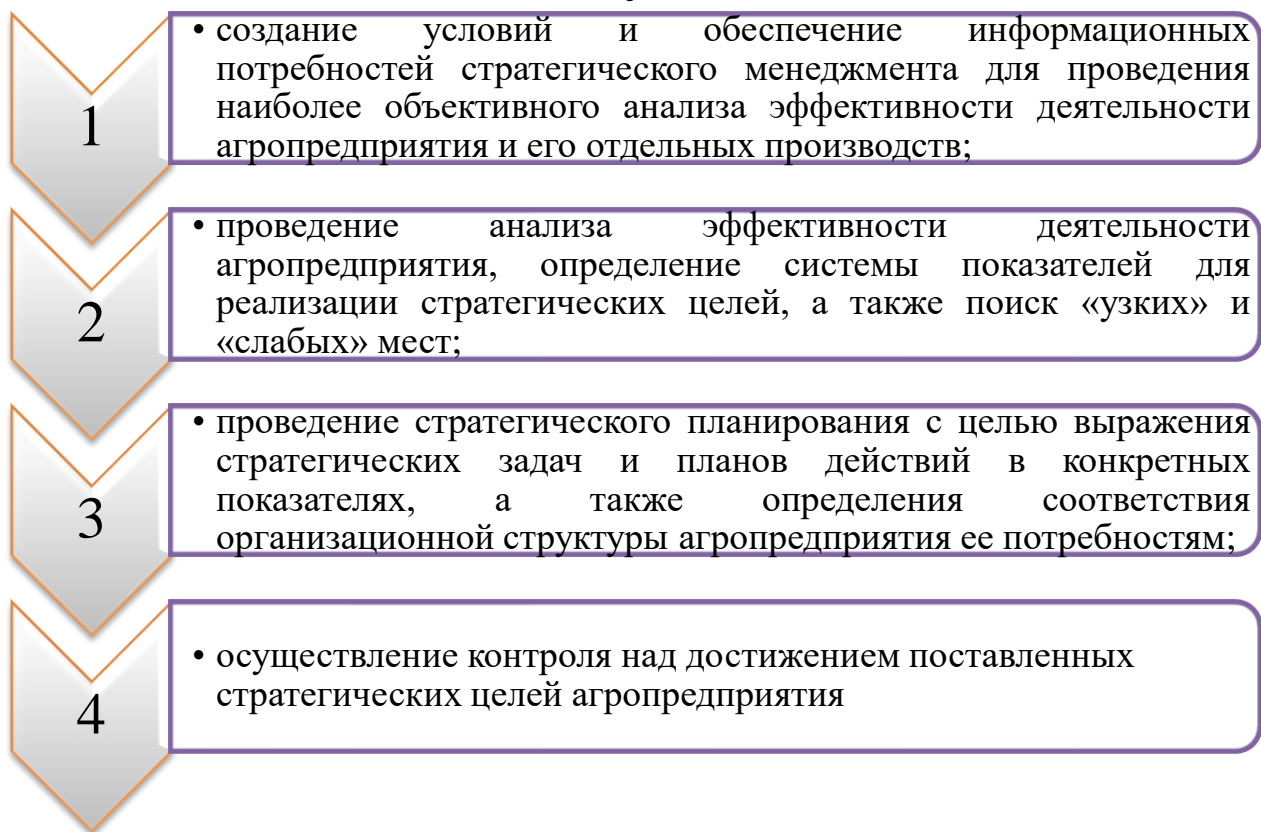 • создание условий и обеспечение информационных
потребностей стратегического менеджмента для проведения
наиболее объективного анализа эффективности деятельности
агропредприятия и его отдельных производств;
1
• проведение анализа эффективности деятельности
агропредприятия, определение системы показателей для
реализации стратегических целей, а также поиск «узких» и
«слабых» мест;
2
• проведение стратегического планирования с целью выражения
стратегических задач и планов действий в конкретных
показателях, а также определения соответствия
организационной структуры агропредприятия ее потребностям;
3
• осуществление контроля над достижением поставленных
стратегических целей агропредприятия
4